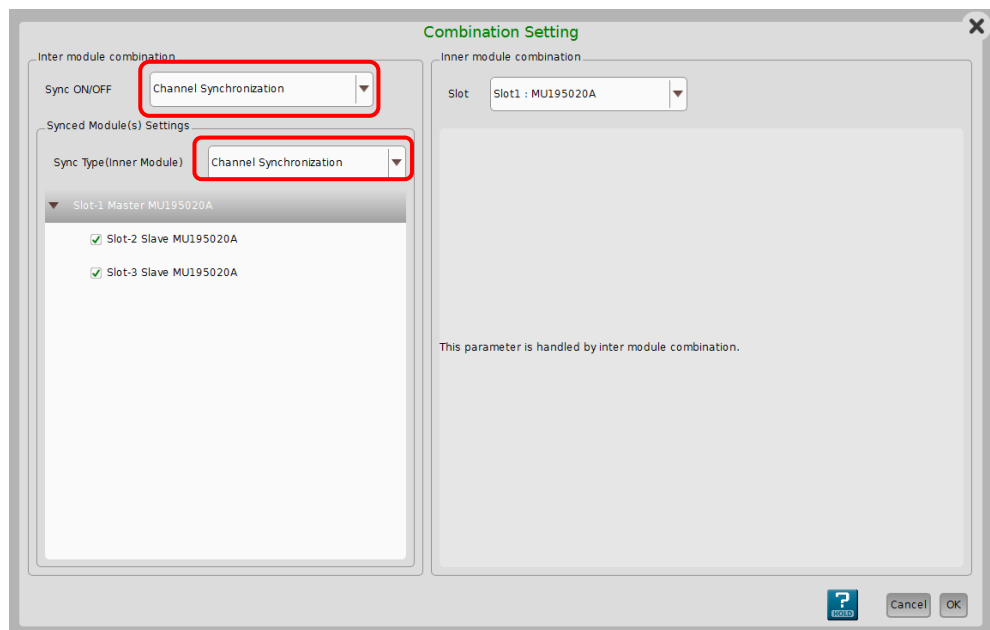 Combination Setting
Inter module combination
Sync ON/OFF
Channel Synchronization
Synced Module(s) Settings
Sync Type(Inner Module)
Channel Synchronization
Slot-1 Master MU195020A
Slot-2 Slave MU195020A
Slot-3 Slave MU195020A
Inner module combination
Slot
Slot1 : MU195020A
This parameter is handled by inter module combination.
?
HOLD
Cancel
OK